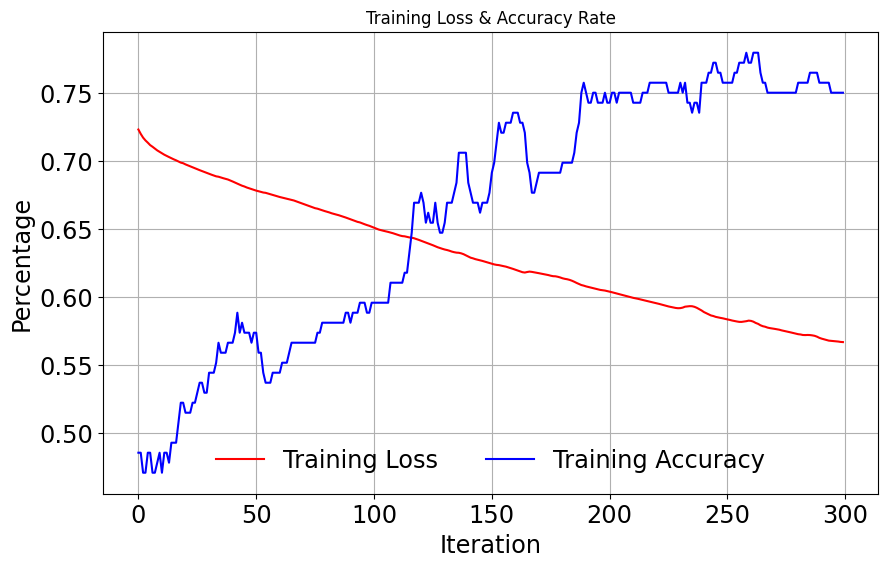 Training Loss & Accuracy Rate
Percentage
0.75
0.70
0.65
0.60
0.55
0.50
Training Loss
Training Accuracy
0 50 100 150 200 250 300
Iteration